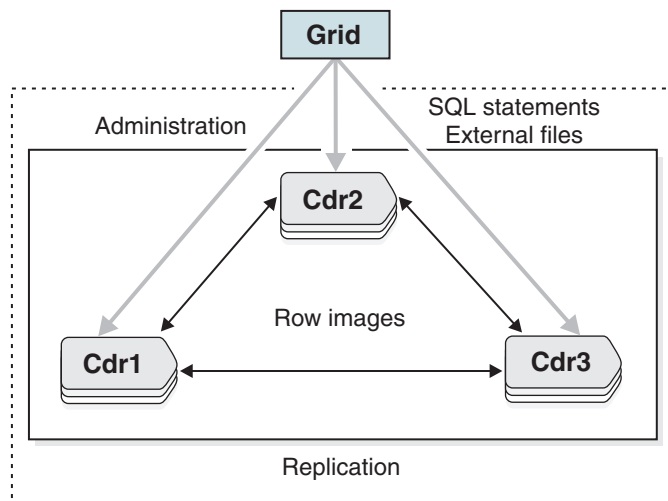 Grid
Administration
SQL statements
External files
Cdr2
Row images
Cdr1
Cdr3
Replication